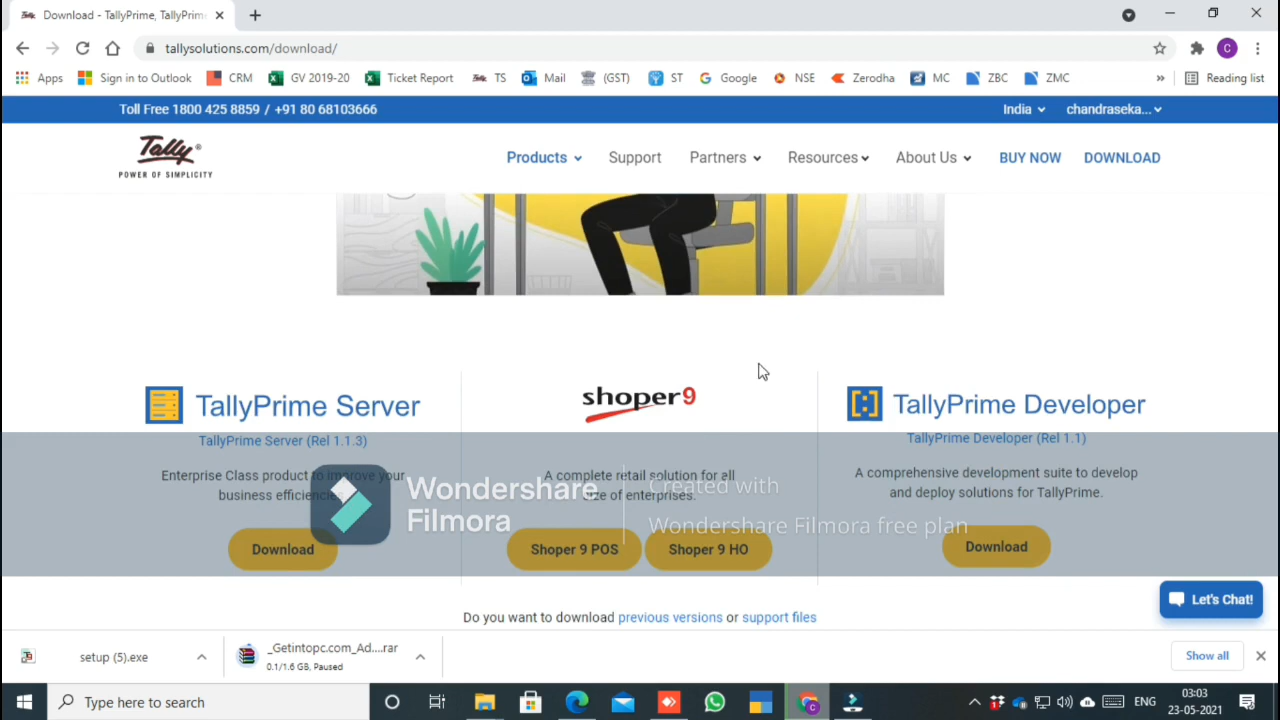 Download - TallyPrime, TallyPrim
tallysolutions.com/download/
Apps Sign in to Outlook CRM GV 2019-20 Ticket Report TS Mail (GST) ST Google NSE Zerodha MC ZBC ZMC » Reading list
Toll Free 1800 425 8859 / +91 80 68103666 India chandraseka...
Tally®
POWER OF SIMPLICITY
Products Support Partners Resources About Us BUY NOW DOWNLOAD
TallyPrime Server
TallyPrime Server (Rel 1.1.3)
Enterprise Class product to improve your
business efficiencie
Download
shoper9
A complete retail solution for all
size of enterprises.
Shoper 9 POS Shoper 9 HO
TallyPrime Developer
TallyPrime Developer (Rel 1.1)
A comprehensive development suite to develop
and deploy solutions for TallyPrime.
Download
Wondershare
Filmora
Created with
Wondershare Filmora free plan
Do you want to download previous versions or support files
Let's Chat!
setup (5).exe
_Getintopc.com_Ad....rar
0.1/1.6 GB, Paused
Show all
Type here to search
ENG
03:03
23-05-2021